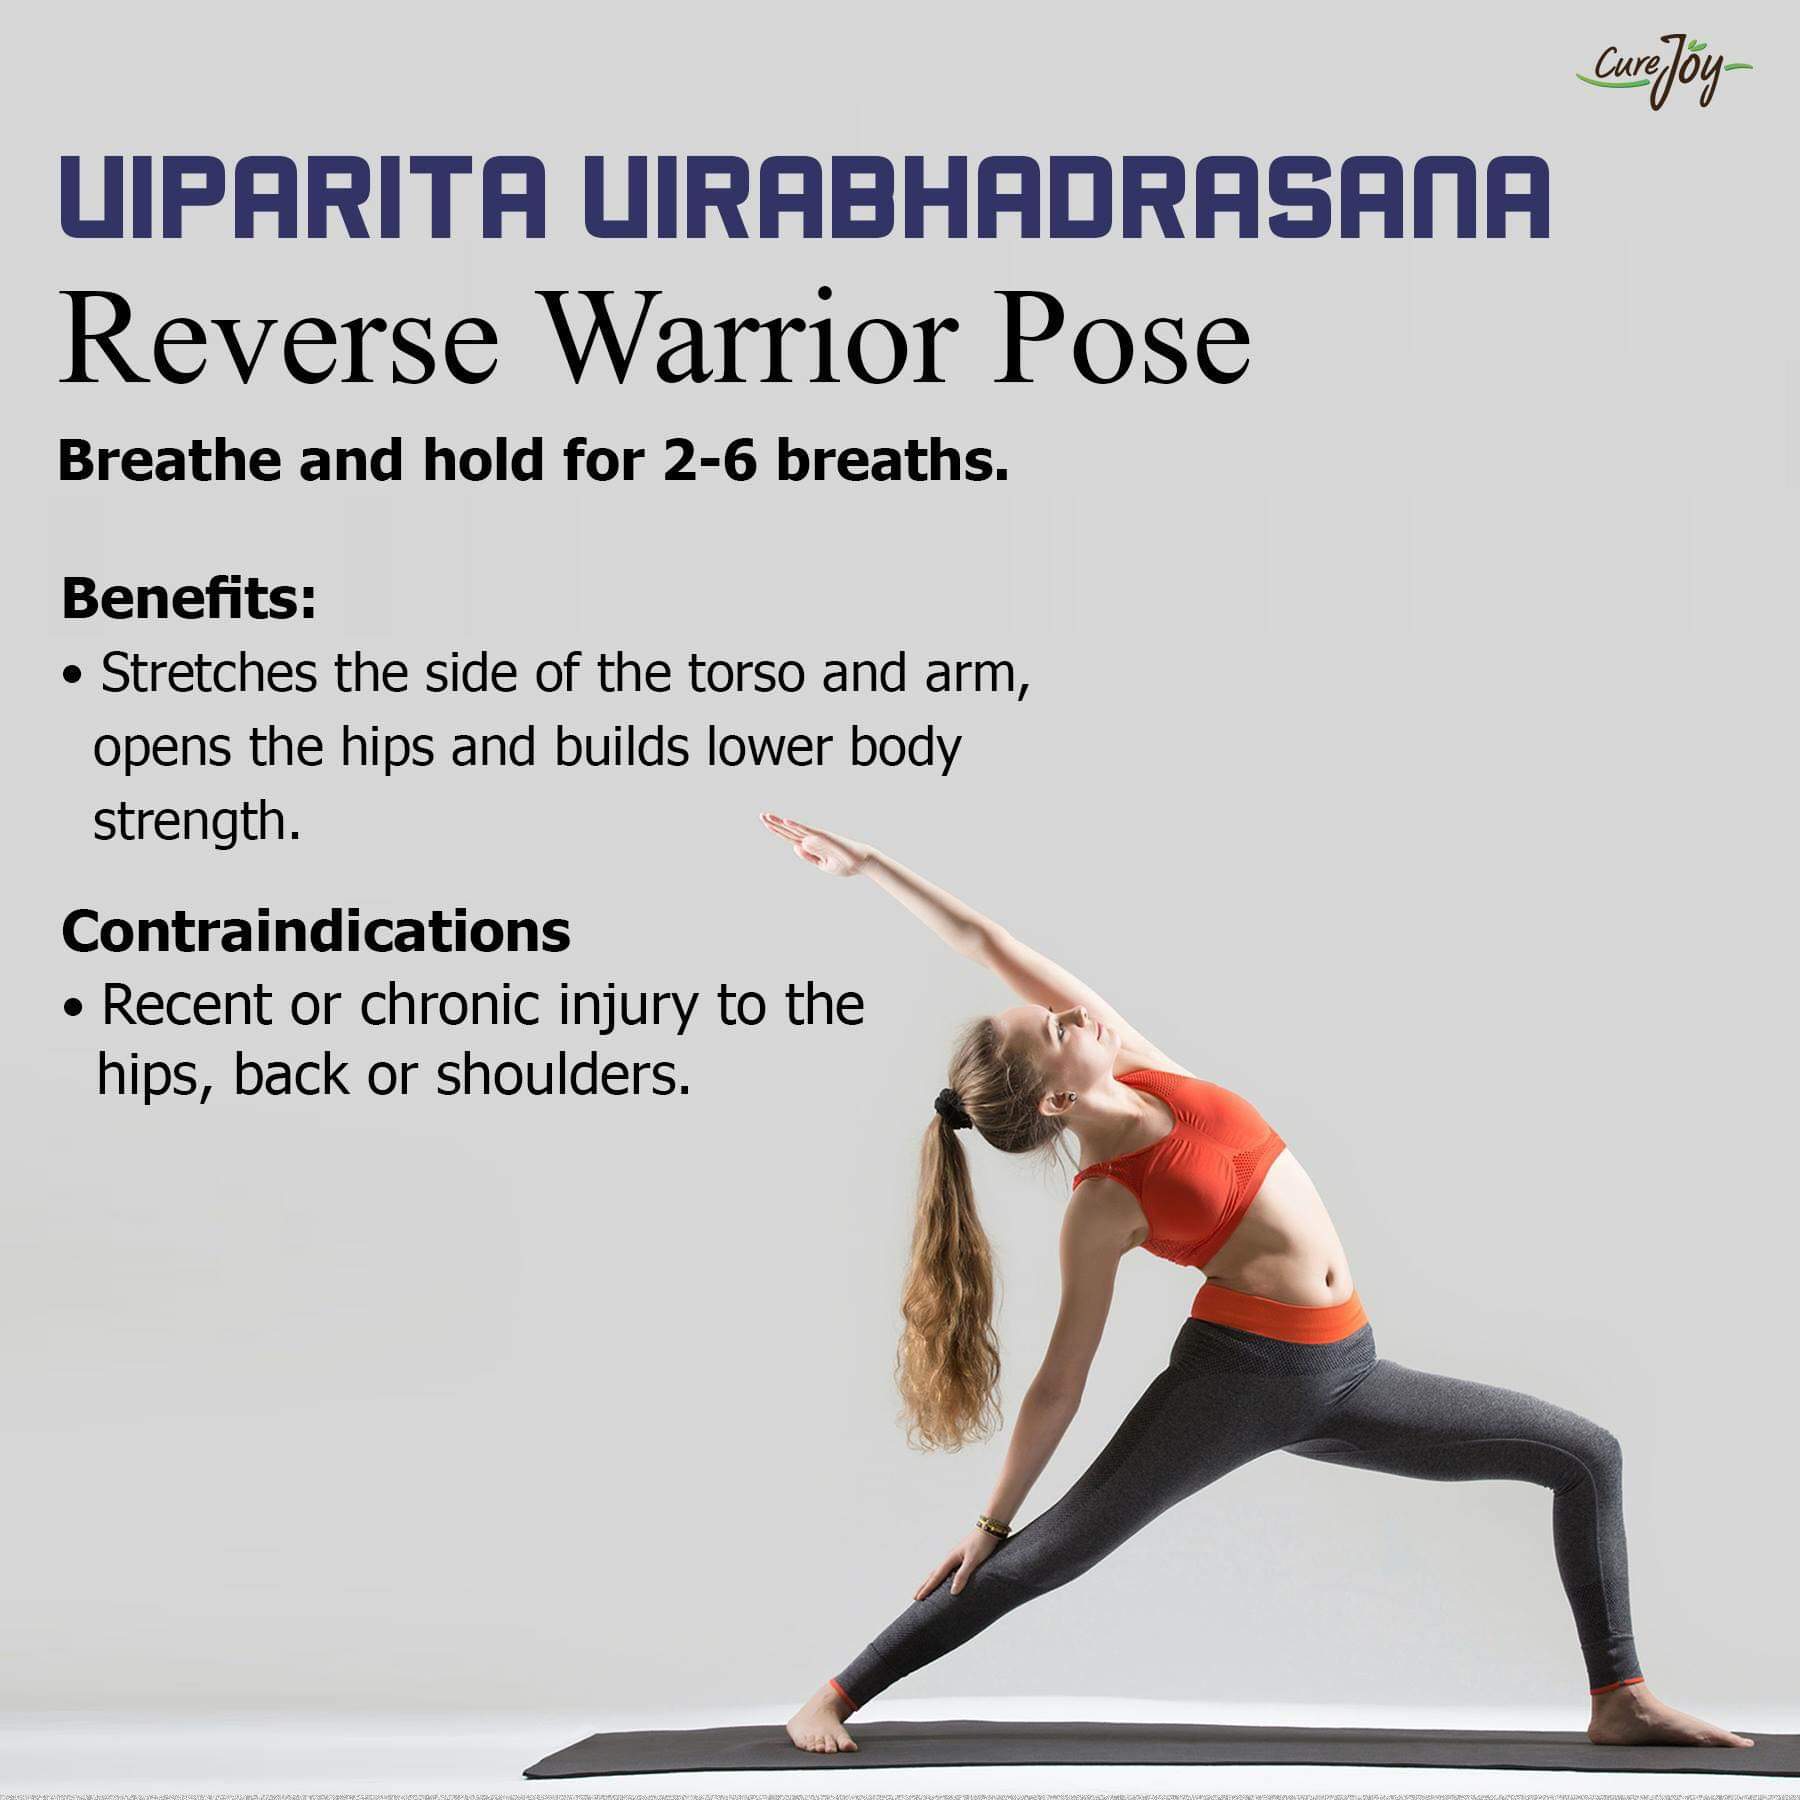 CureJoy
VIPARITA VIRABHADRASANA
Reverse Warrior Pose
Breathe and hold for 2-6 breaths.
Benefits:
• Stretches the side of the torso and arm,
opens the hips and builds lower body
strength.
Contraindications
• Recent or chronic injury to the
hips, back or shoulders.